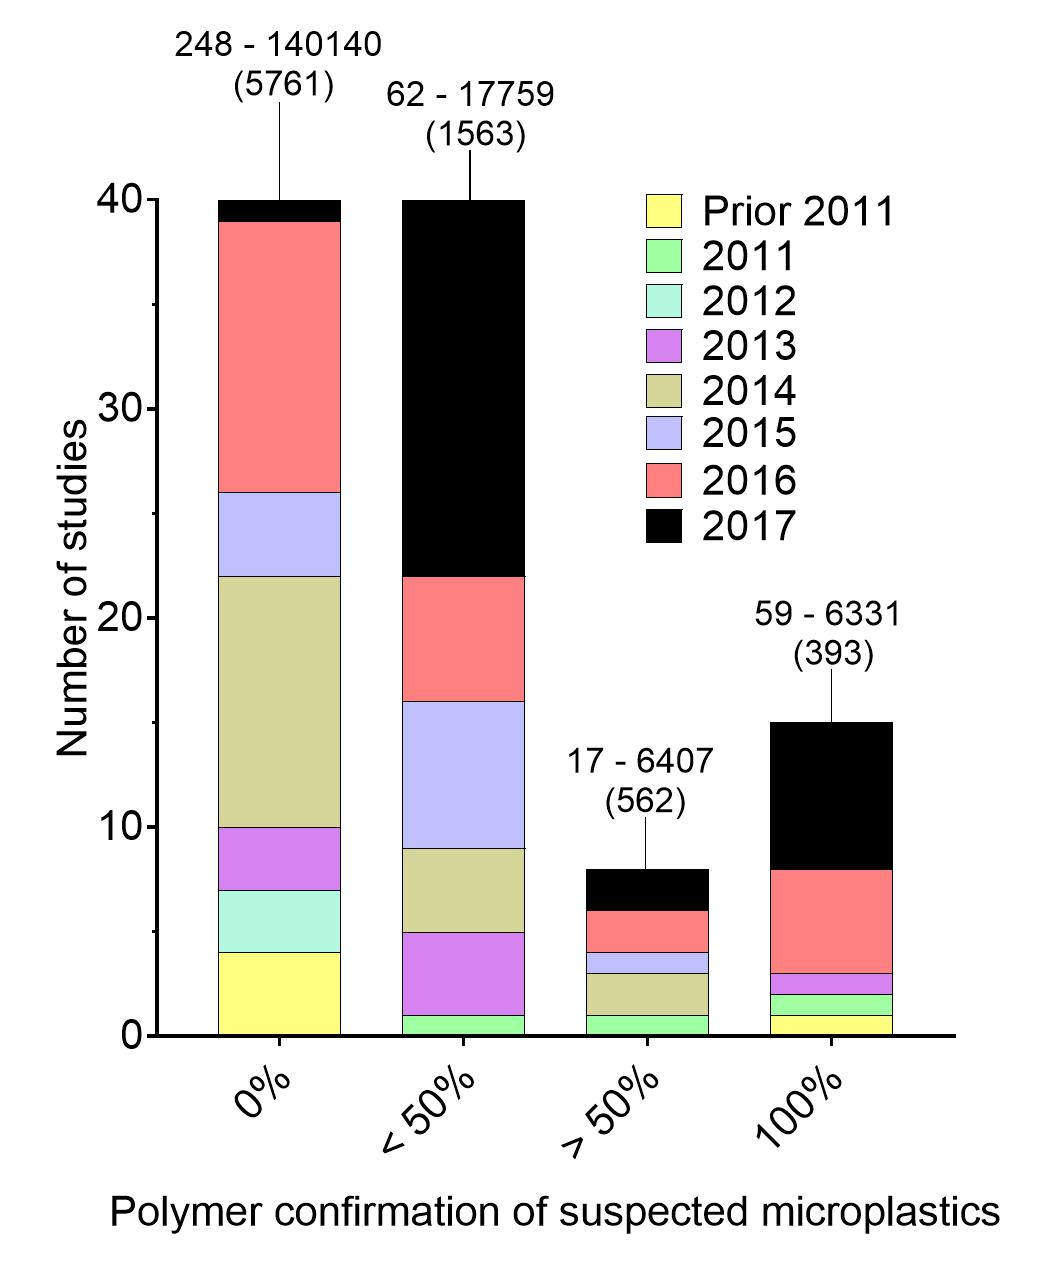 248 - 140140
(5761)
62 - 17759
(1563)
40
30
20
10
0
Number of studies
Prior 2011
2011
2012
2013
2014
2015
2016
2017
59 - 6331
(393)
17 - 6407
(562)
0%
< 50%
> 50%
100%
Polymer confirmation of suspected microplastics